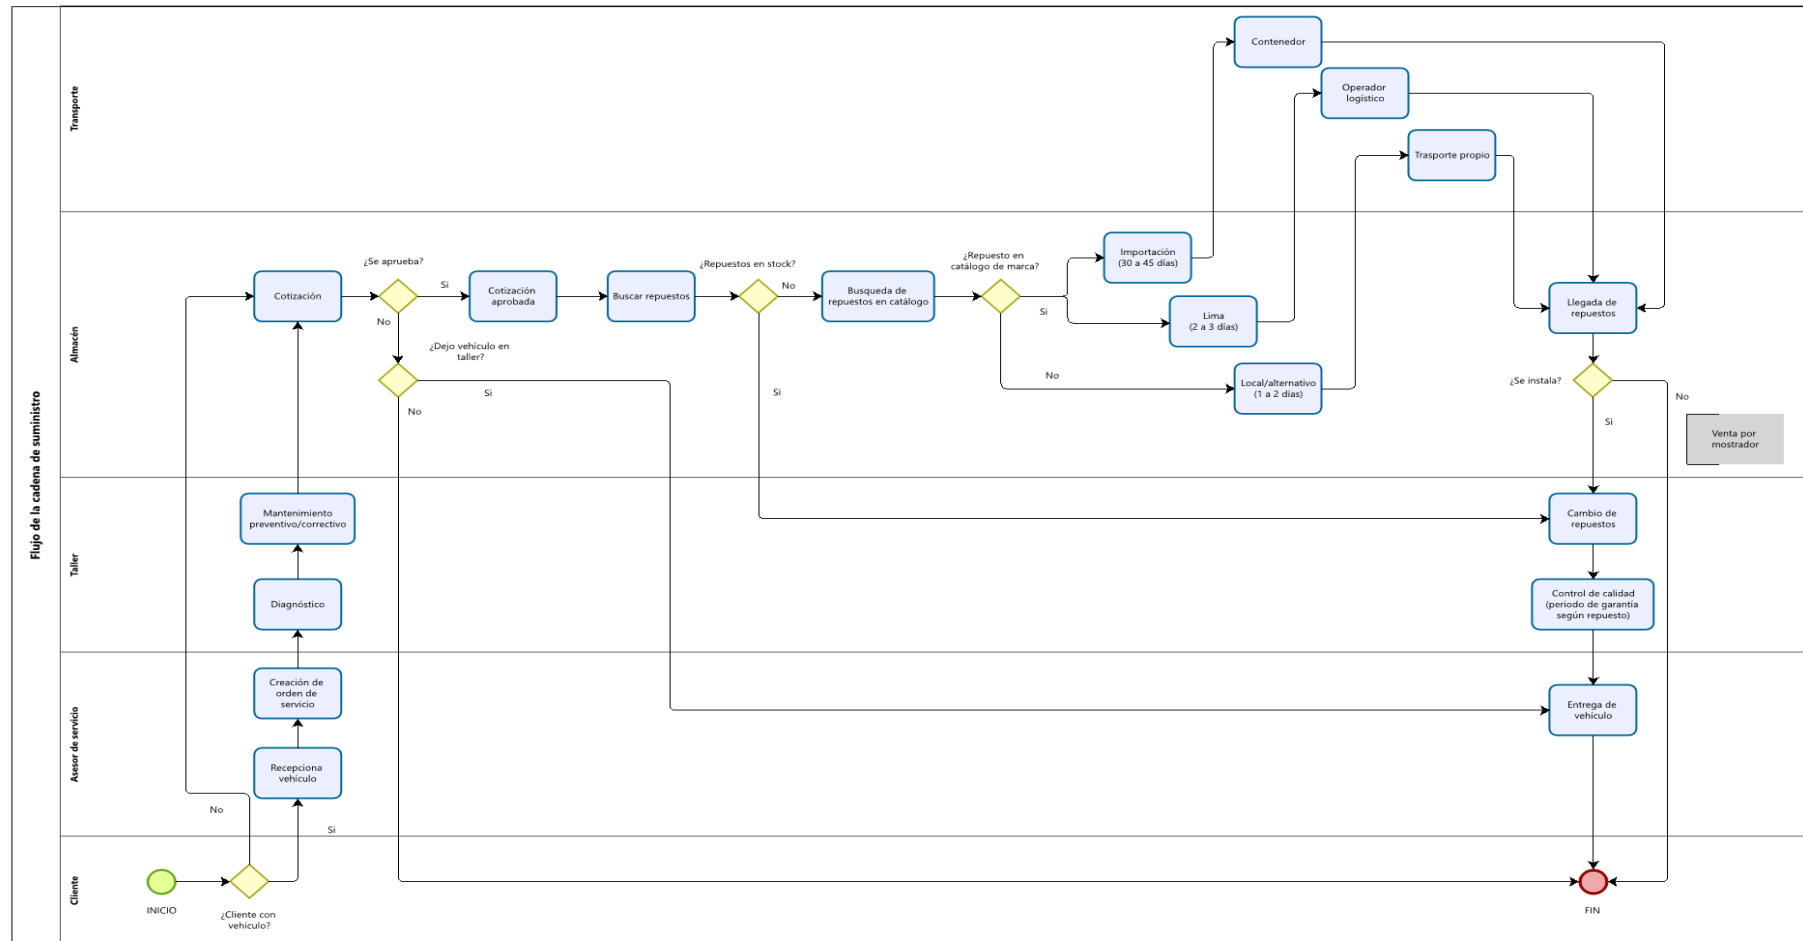 Flujo de la cadena de suministro
Transporte
Contenedor
Operador
logístico
Trasporte propio
Almacén
Cotización
¿Se aprueba?
Si
No
Cotización
aprobada
Buscar repuestos
¿Repuestos en stock?
No
Si
Busqueda de
repuestos en catálogo
¿Repuesto en
catálogo de marca?
Si
No
Importación
(30 a 45 días)
Lima
(2 a 3 días)
Local/alternativo
(1 a 2 días)
Llegada de
repuestos
¿Se instala?
No
Si
Venta por
mostrador
¿Dejo vehículo en
taller?
Si
No
Taller
Mantenimiento
preventivo/correctivo
Diagnóstico
Cambio de
repuestos
Control de calidad
(periodo de garantía
según repuesto)
Asesor de servicio
Creación de
orden de
servicio
Recepciona
vehículo
Entrega de
vehículo
No
Si
Cliente
INICIO
¿Cliente con
vehículo?
FIN